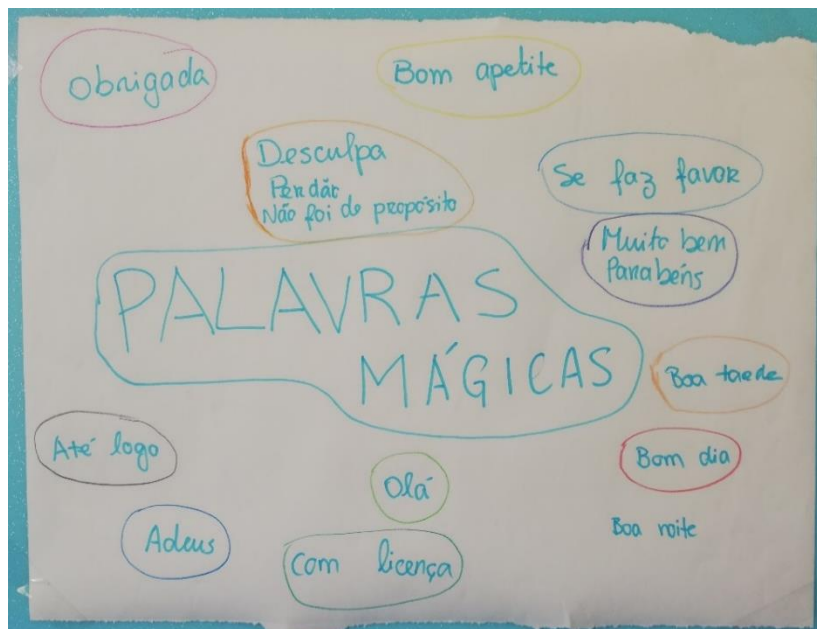 Obrigada
Bom apetite
Desculpa
Perdão
Não foi de propósito
Se faz favor
Muito bem
Parabéns
PALAVRAS
MÁGICAS
Boa tarde
Até logo
Olá
Bom dia
Adeus
Com licença
Boa noite